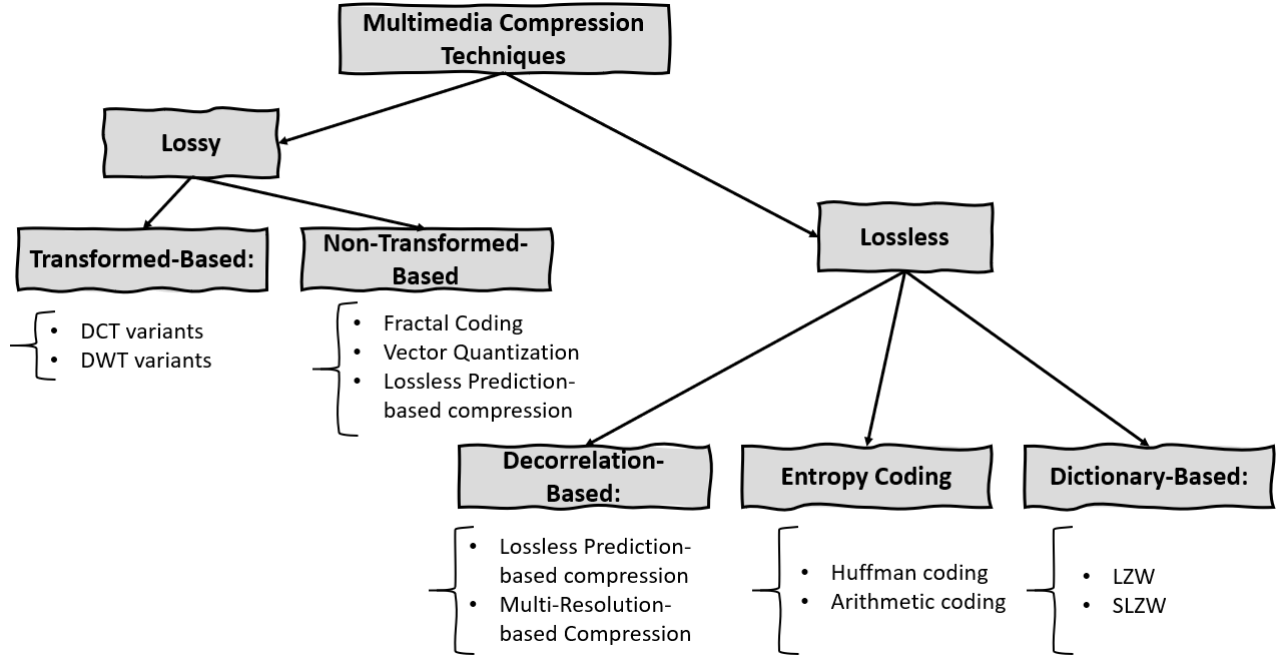 Multimedia Compression
Techniques
Lossy
Lossless
Transformed-Based:
Non-Transformed-
Based
• DCT variants
• DWT variants
• Fractal Coding
• Vector Quantization
• Lossless Prediction-
based compression
Decorrelation-
Based:
Entropy Coding
Dictionary-Based:
• Lossless Prediction-
based compression
• Multi-Resolution-
based Compression
• Huffman coding
• Arithmetic coding
• LZW
• SLZW